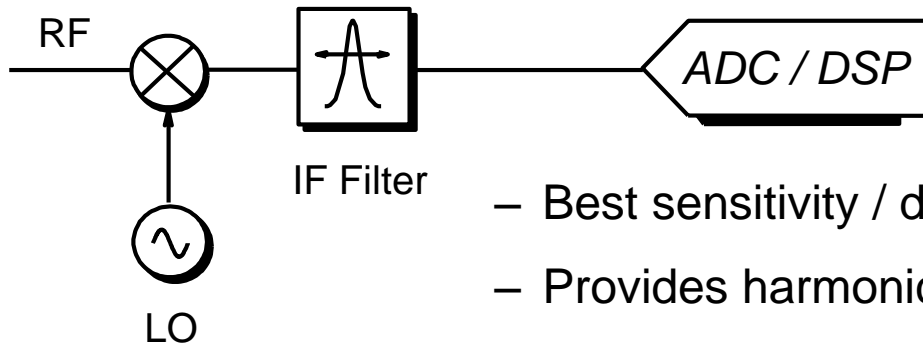 RF
ADC / DSP
IF Filter
– Best sensitivity / d
– Provides harmonic
LO